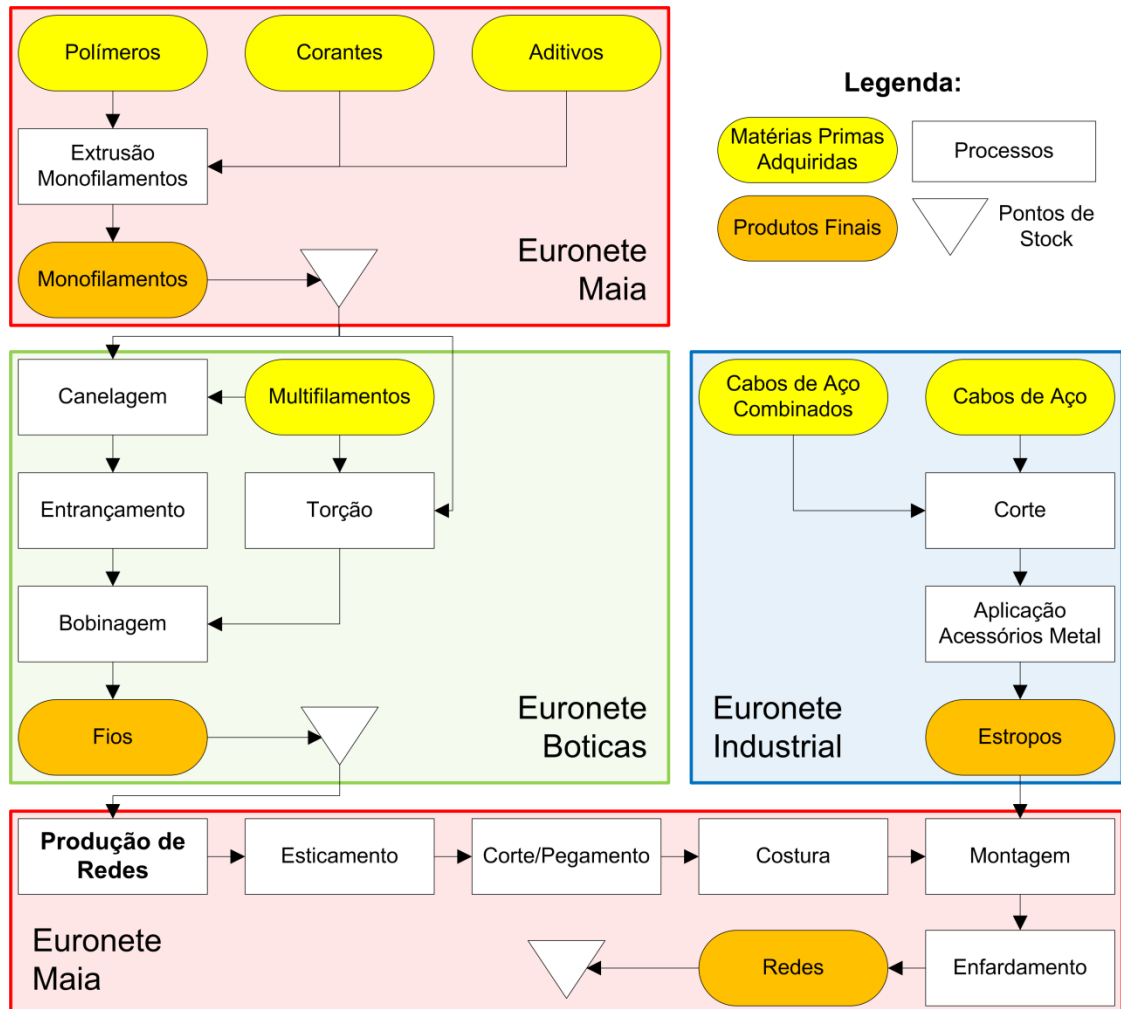 Polímeros
Corantes
Aditivos
Extrusão
Monofilamentos
Monofilamentos
Euronete
Maia
Legenda:
Matérias Primas
Adquiridas
Processos
Produtos Finais
Pontos de
Stock
Canelagem
Multifilamentos
Entrançamento
Torção
Bobinagem
Fios
Euronete
Boticas
Cabos de Aço
Combinados
Cabos de Aço
Corte
Aplicação
Acessórios Metal
Euronete
Industrial
Estropos
Produção de
Redes
Esticamento
Corte/Pegamento
Costura
Montagem
Euronete
Maia
Redes
Enfardamento